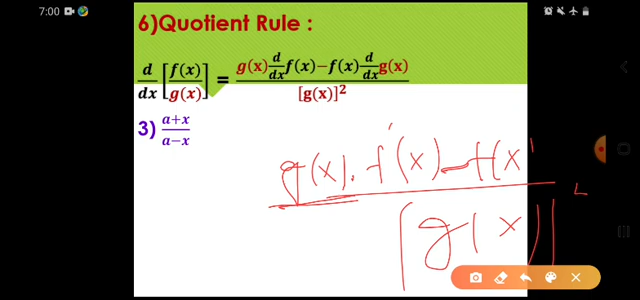 7:00
6)Quotient Rule :
d/dx [f(x)/g(x)] = g(x) d/dx f(x) − f(x) d/dx g(x) / [g(x)]²
3) a+x / a−x
g(x). f'(x) − f(x)
[g(x)]²